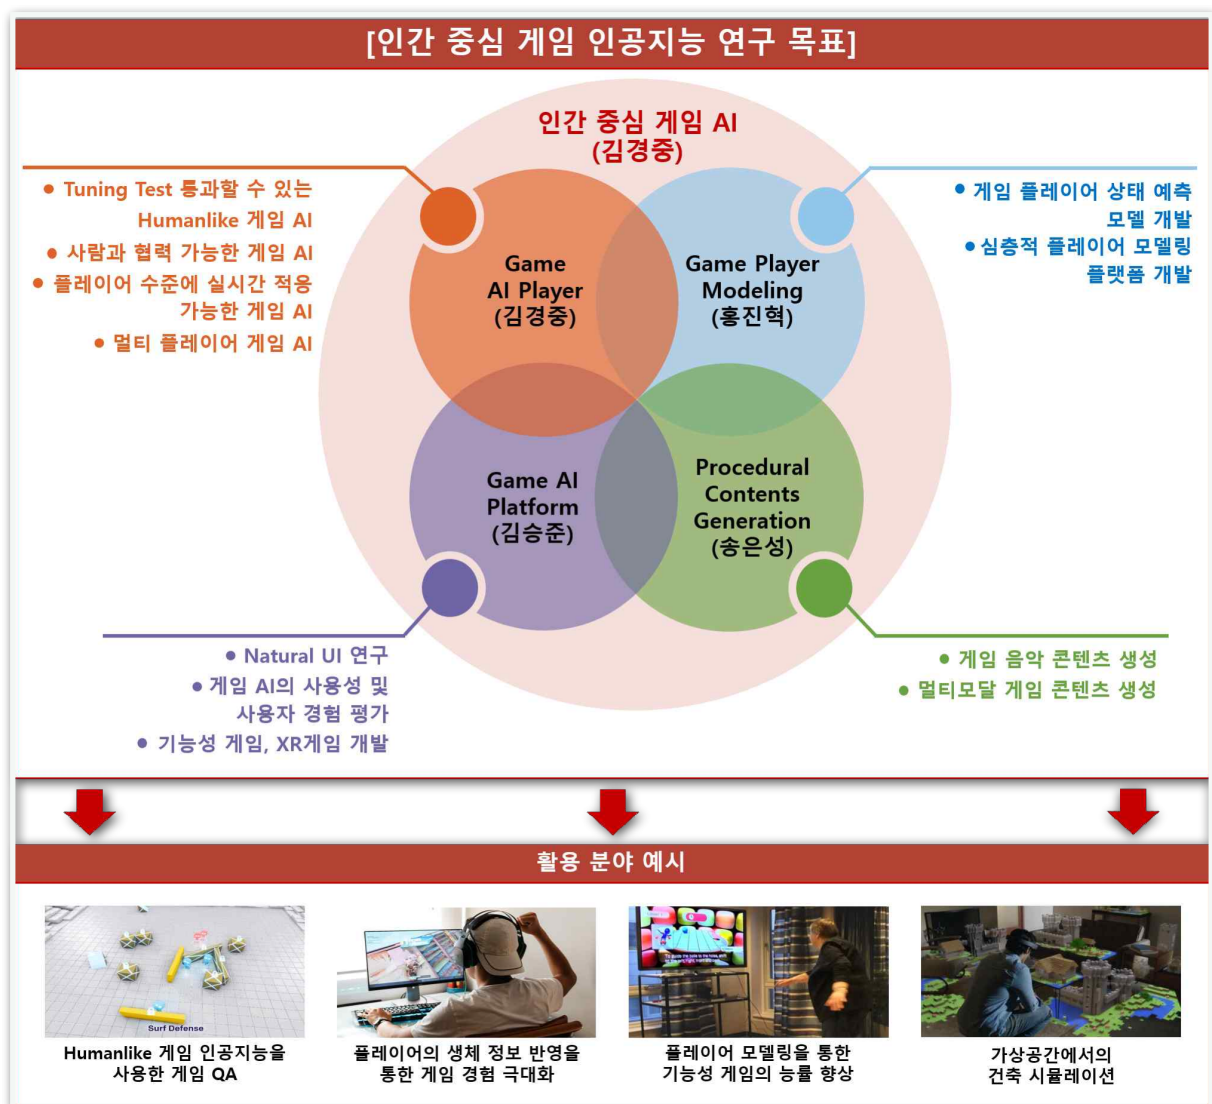 [인간 중심 게임 인공지능 연구 목표]
인간 중심 게임 AI
(김경중)
● Tuning Test 통과할 수 있는
Humanlike 게임 AI
● 사람과 협력 가능한 게임 AI
● 플레이어 수준에 실시간 적응
가능한 게임 AI
● 멀티 플레이어 게임 AI
Game
AI Player
(김경중)
Game Player
Modeling
(홍진혁)
● 게임 플레이어 상태 예측
모델 개발
● 심층적 플레이어 모델링
플랫폼 개발
Game AI
Platform
(김승준)
Procedural
Contents
Generation
(송은성)
● Natural UI 연구
● 게임 AI의 사용성 및
사용자 경험 평가
● 기능성 게임, XR게임 개발
● 게임 음악 콘텐츠 생성
● 멀티모달 게임 콘텐츠 생성
활용 분야 예시
Surf Defense
Humanlike 게임 인공지능을
사용한 게임 QA
플레이어의 생체 정보 반영을
통한 게임 경험 극대화
플레이어 모델링을 통한
기능성 게임의 능률 향상
가상공간에서의
건축 시뮬레이션